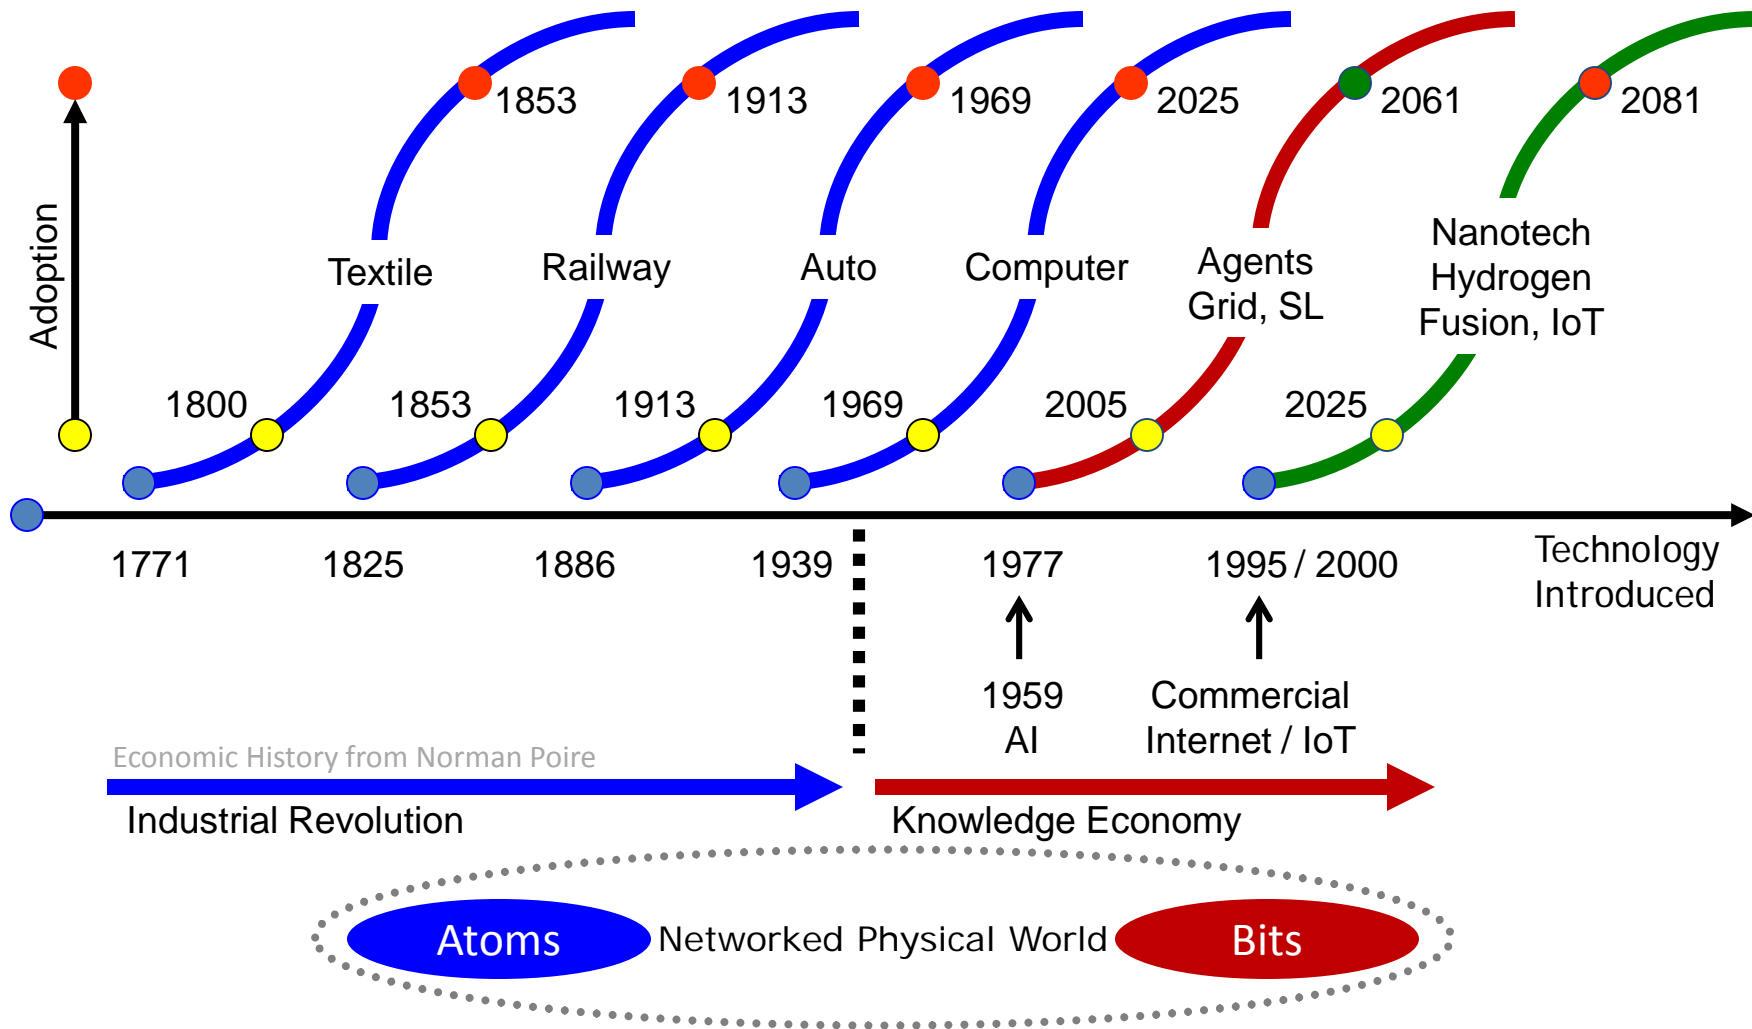 1853
1913
1969
2025
2061
2081
Adoption
Textile
Railway
Auto
Computer
Agents
Grid, SL
Nanotech
Hydrogen
Fusion, IoT
1800
1853
1913
1969
2005
2025
1771
1825
1886
1939
1977
1995 / 2000
Technology
Introduced
1959
AI
Commercial
Internet / IoT
Economic History from Norman Poire
Industrial Revolution
Knowledge Economy
Atoms
Networked Physical World
Bits